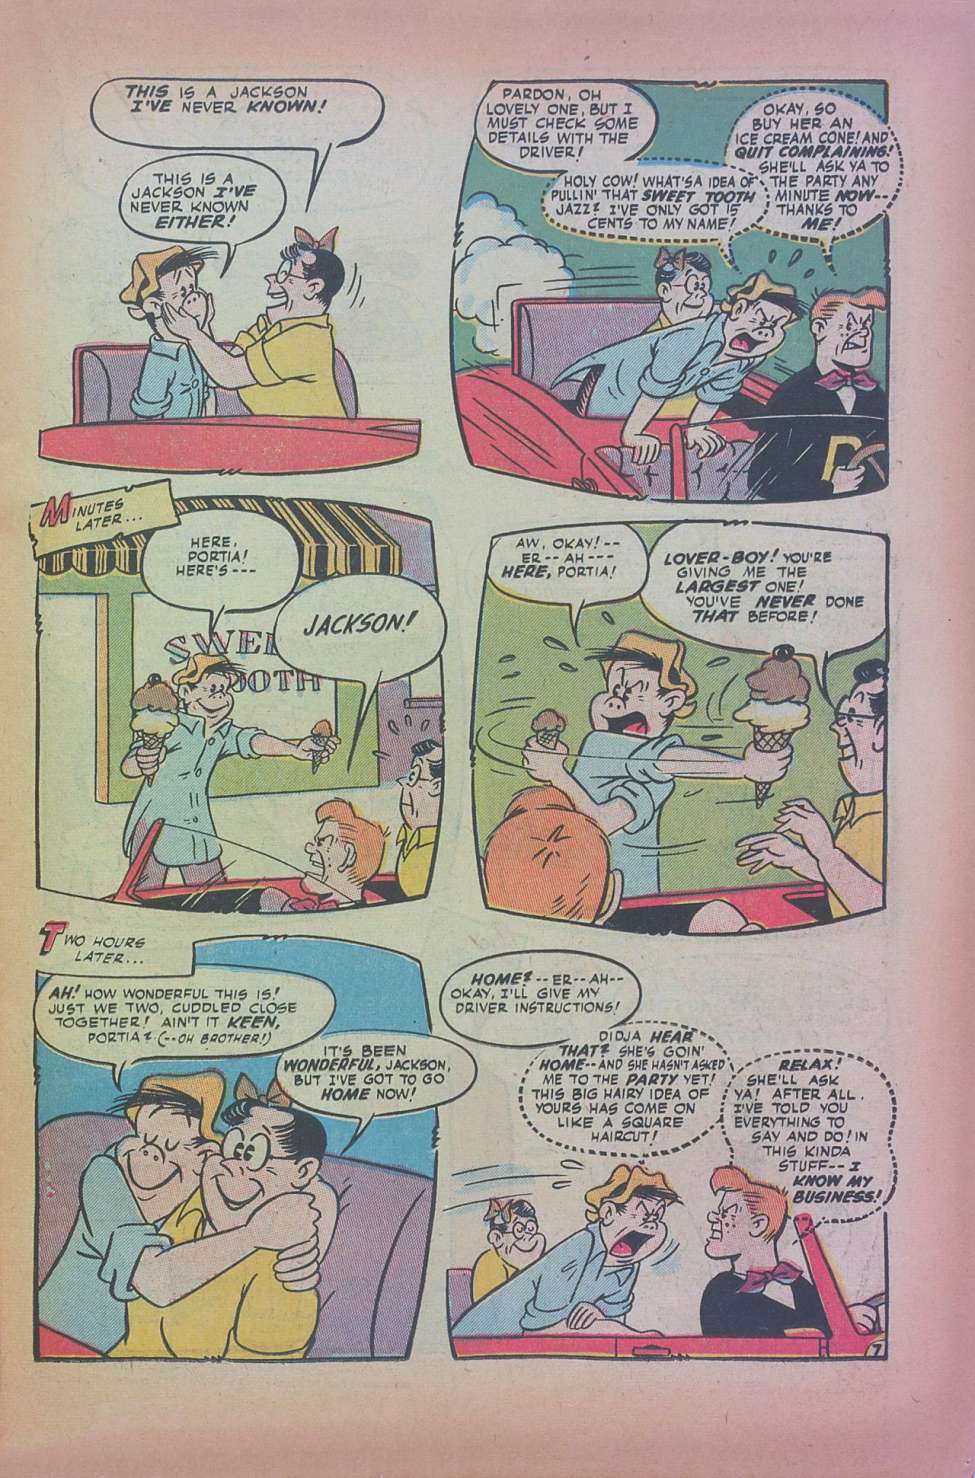 THIS IS A JACKSON
I'VE NEVER KNOWN!
THIS IS A
JACKSON I'VE
NEVER KNOWN
EITHER!
PARDON, OH
LOVELY ONE, BUT I
MUST CHECK SOME
DETAILS WITH THE
DRIVER!
HOLY COW! WHAT'SA IDEA OF
PULLIN' THAT SWEET TOOTH
JAZZ? I'VE ONLY GOT 15
CENTS TO MY NAME!
OKAY, SO
BUY HER AN
ICE CREAM CONE! AND
QUIT COMPLAINING!
SHE'LL ASK YA TO
THE PARTY ANY
MINUTE NOW--
THANKS TO
ME!
R
MINUTES
LATER...
HERE,
PORTIA!
HERE'S---
JACKSON!
SWEE
OOTH
AW, OKAY!--
ER--AH---
HERE, PORTIA!
LOVER-BOY! YOU'RE
GIVING ME THE
LARGEST ONE!
YOU'VE NEVER DONE
THAT BEFORE!
TWO HOURS
LATER...
AH! HOW WONDERFUL THIS IS!
JUST WE TWO, CUDDLED CLOSE
TOGETHER! AIN'T IT KEEN,
PORTIA? (--OH BROTHER!)
IT'S BEEN
WONDERFUL, JACKSON,
BUT I'VE GOT TO GO
HOME NOW!
HOME?--ER--AH--
OKAY, I'LL GIVE MY
DRIVER INSTRUCTIONS!
DIDJA HEAR
THAT? SHE'S GOIN'
HOME--AND SHE HASN'T ASKED
ME TO THE PARTY YET!
THIS BIG HAIRY IDEA OF
YOURS HAS COME ON
LIKE A SQUARE
HAIRCUT!
RELAX!
SHE'LL ASK
YA! AFTER ALL,
I'VE TOLD YOU
EVERYTHING TO
SAY AND DO! IN
THIS KINDA
STUFF--I
KNOW MY
BUSINESS!
7